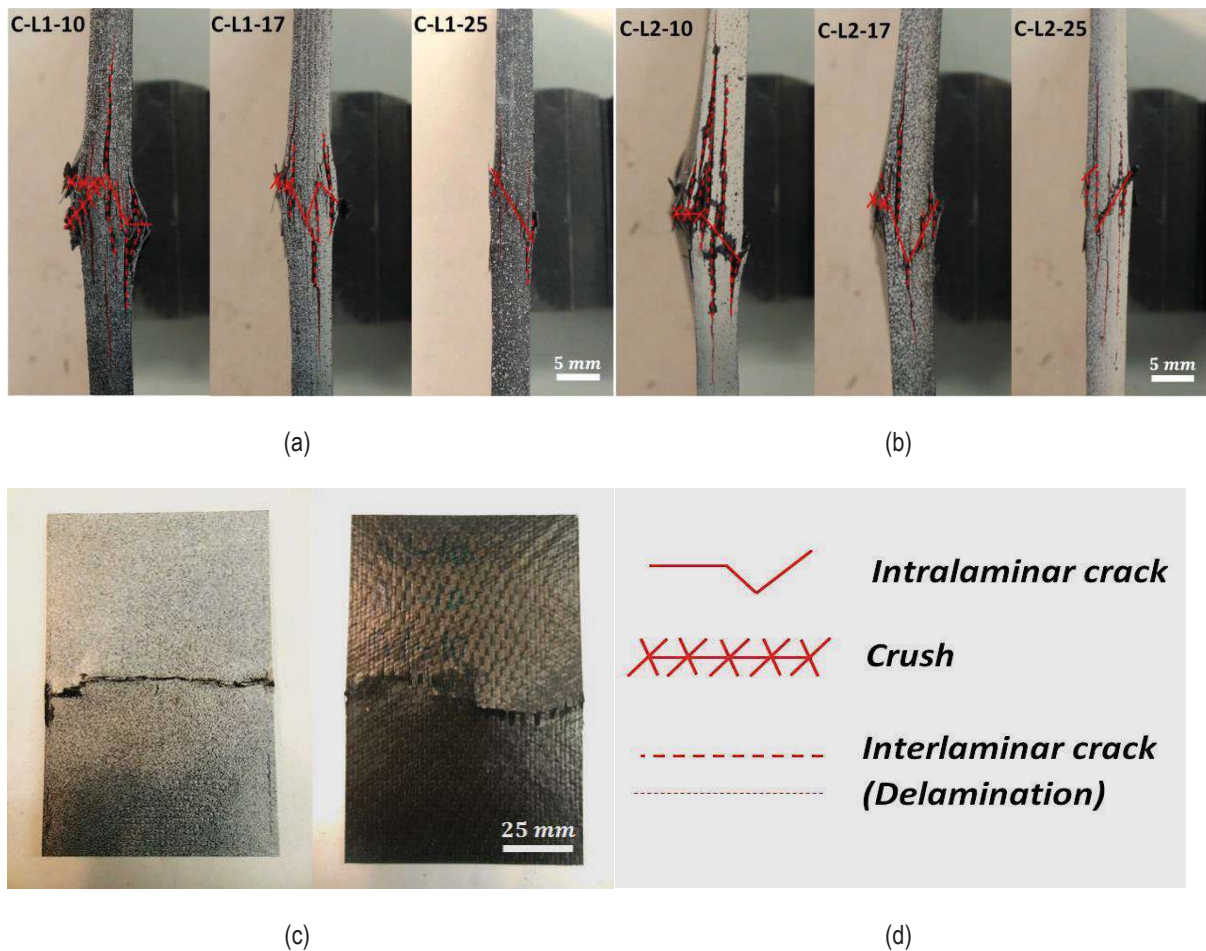 C-L1-10
C-L1-17
C-L1-25
C-L2-10
C-L2-17
C-L2-25
5 mm
5 mm
(a)
(b)
25 mm
Intralaminar crack
Crush
Interlaminar crack
(Delamination)
(c)
(d)